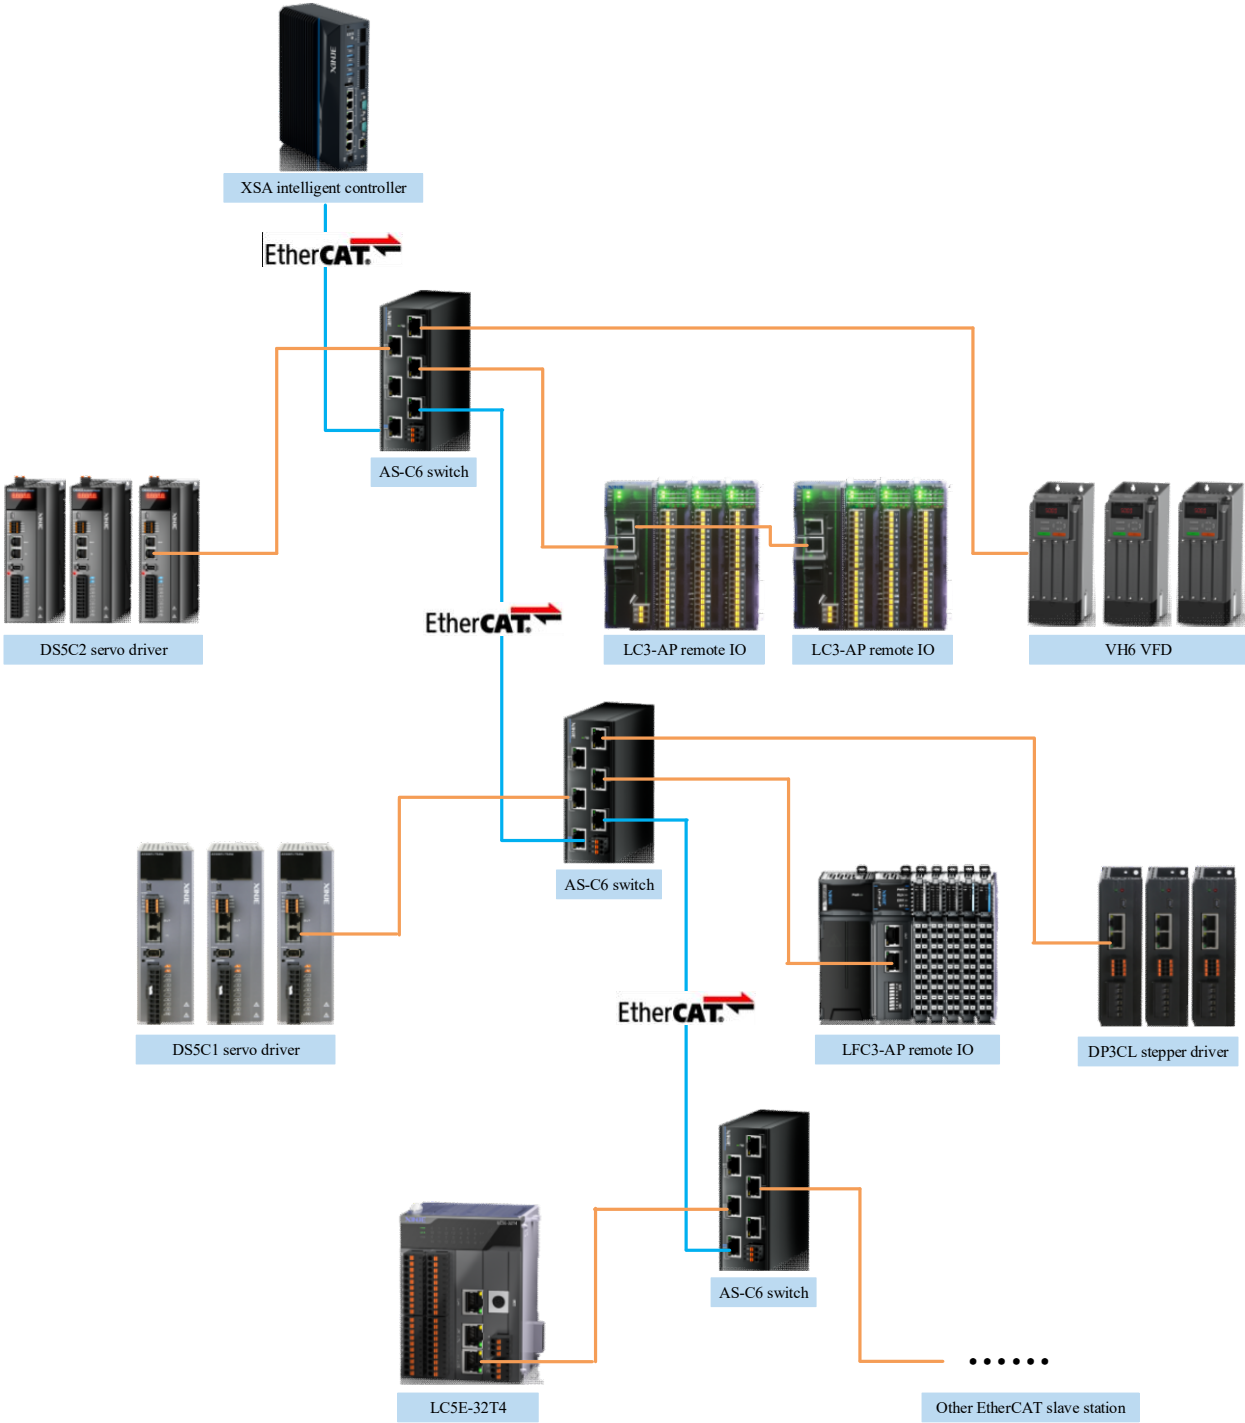 XINJE
XSA intelligent controller
EtherCAT®
AS-C6 switch
DS5C2 servo driver
EtherCAT®
LC3-AP remote IO
LC3-AP remote IO
VH6 VFD
AS-C6 switch
DS5C1 servo driver
EtherCAT®
LFC3-AP remote IO
DP3CL stepper driver
AS-C6 switch
LC5E-32T4
......
Other EtherCAT slave station